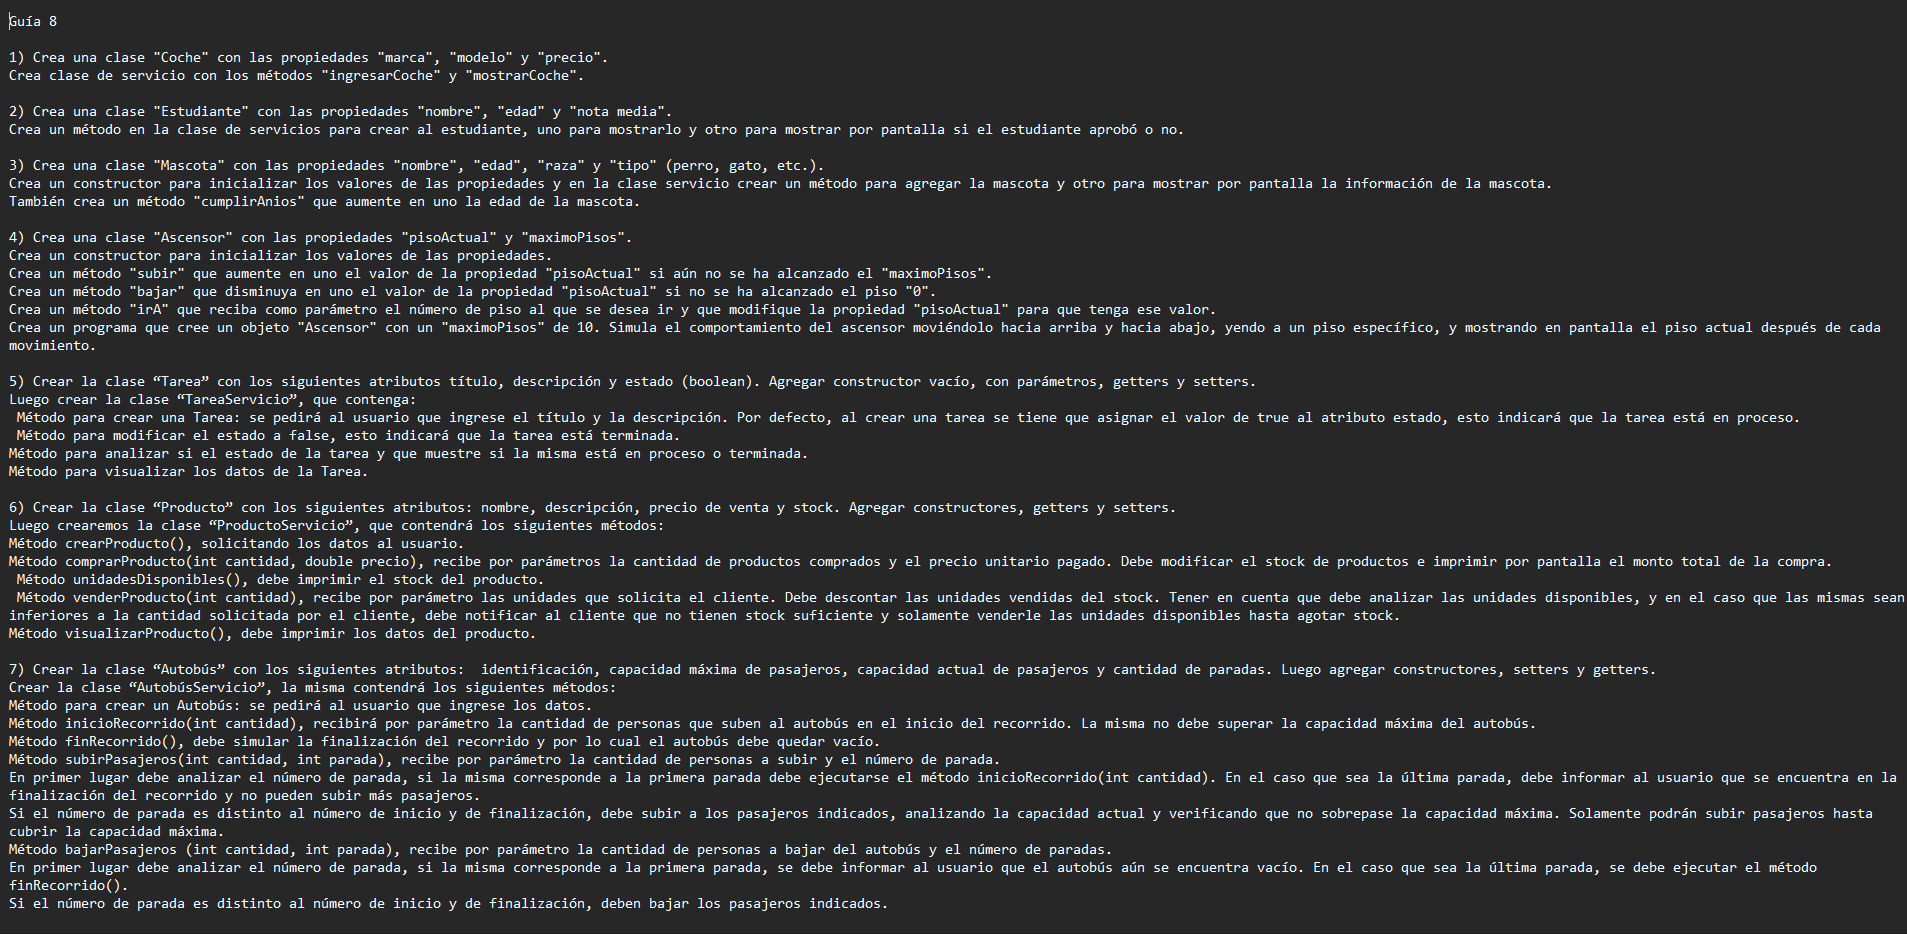 Guía 8
1) Crea una clase "Coche" con las propiedades "marca", "modelo" y "precio".
Crea clase de servicio con los métodos "ingresarCoche" y "mostrarCoche".
2) Crea una clase "Estudiante" con las propiedades "nombre", "edad" y "nota media".
Crea un método en la clase de servicios para crear al estudiante, uno para mostrarlo y otro para mostrar por pantalla si el estudiante aprobó o no.
3) Crea una clase "Mascota" con las propiedades "nombre", "edad", "raza" y "tipo" (perro, gato, etc.).
Crea un constructor para inicializar los valores de las propiedades y en la clase servicio crear un método para agregar la mascota y otro para mostrar por pantalla la información de la mascota.
También crea un método "cumplirAnios" que aumente en uno la edad de la mascota.
4) Crea una clase "Ascensor" con las propiedades "pisoActual" y "maximoPisos".
Crea un constructor para inicializar los valores de las propiedades.
Crea un método "subir" que aumente en uno el valor de la propiedad "pisoActual" si aún no se ha alcanzado el "maximoPisos".
Crea un método "bajar" que disminuya en uno el valor de la propiedad "pisoActual" si no se ha alcanzado el piso "0".
Crea un método "irA" que reciba como parámetro el número de piso al que se desea ir y que modifique la propiedad "pisoActual" para que tenga ese valor.
Crea un programa que cree un objeto "Ascensor" con un "maximoPisos" de 10. Simula el comportamiento del ascensor moviéndolo hacia arriba y hacia abajo, yendo a un piso específico, y mostrando en pantalla el piso actual después de cada
movimiento.
5) Crear la clase “Tarea” con los siguientes atributos título, descripción y estado (boolean). Agregar constructor vacío, con parámetros, getters y setters.
Luego crear la clase “TareaServicio”, que contenga:
Método para crear una Tarea: se pedirá al usuario que ingrese el título y la descripción. Por defecto, al crear una tarea se tiene que asignar el valor de true al atributo estado, esto indicará que la tarea está en proceso.
Método para modificar el estado a false, esto indicará que la tarea está terminada.
Método para analizar si el estado de la tarea y que muestre si la misma está en proceso o terminada.
Método para visualizar los datos de la Tarea.
6) Crear la clase “Producto” con los siguientes atributos: nombre, descripción, precio de venta y stock. Agregar constructores, getters y setters.
Luego crearemos la clase “ProductoServicio”, que contendrá los siguientes métodos:
Método crearProducto(), solicitando los datos al usuario.
Método comprarProducto(int cantidad, double precio), recibe por parámetros la cantidad de productos comprados y el precio unitario pagado. Debe modificar el stock de productos e imprimir por pantalla el monto total de la compra.
Método unidadesDisponibles(), debe imprimir el stock del producto.
Método venderProducto(int cantidad), recibe por parámetro las unidades que solicita el cliente. Debe descontar las unidades vendidas del stock. Tener en cuenta que debe analizar las unidades disponibles, y en el caso que las mismas sean
inferiores a la cantidad solicitada por el cliente, debe notificar al cliente que no tienen stock suficiente y solamente venderle las unidades disponibles hasta agotar stock.
Método visualizarProducto(), debe imprimir los datos del producto.
7) Crear la clase “Autobús” con los siguientes atributos:  identificación, capacidad máxima de pasajeros, capacidad actual de pasajeros y cantidad de paradas. Luego agregar constructores, setters y getters.
Crear la clase “AutobúsServicio”, la misma contendrá los siguientes métodos:
Método para crear un Autobús: se pedirá al usuario que ingrese los datos.
Método inicioRecorrido(int cantidad), recibirá por parámetro la cantidad de personas que suben al autobús en el inicio del recorrido. La misma no debe superar la capacidad máxima del autobús.
Método finRecorrido(), debe simular la finalización del recorrido y por lo cual el autobús debe quedar vacío.
Método subirPasajeros(int cantidad, int parada), recibe por parámetro la cantidad de personas a subir y el número de parada.
En primer lugar debe analizar el número de parada, si la misma corresponde a la primera parada debe ejecutarse el método inicioRecorrido(int cantidad). En el caso que sea la última parada, debe informar al usuario que se encuentra en la
finalización del recorrido y no pueden subir más pasajeros.
Si el número de parada es distinto al número de inicio y de finalización, debe subir a los pasajeros indicados, analizando la capacidad actual y verificando que no sobrepase la capacidad máxima. Solamente podrán subir pasajeros hasta
cubrir la capacidad máxima.
Método bajarPasajeros (int cantidad, int parada), recibe por parámetro la cantidad de personas a bajar del autobús y el número de paradas.
En primer lugar debe analizar el número de parada, si la misma corresponde a la primera parada, se debe informar al usuario que el autobús aún se encuentra vacío. En el caso que sea la última parada, se debe ejecutar el método
finRecorrido().
Si el número de parada es distinto al número de inicio y de finalización, deben bajar los pasajeros indicados.